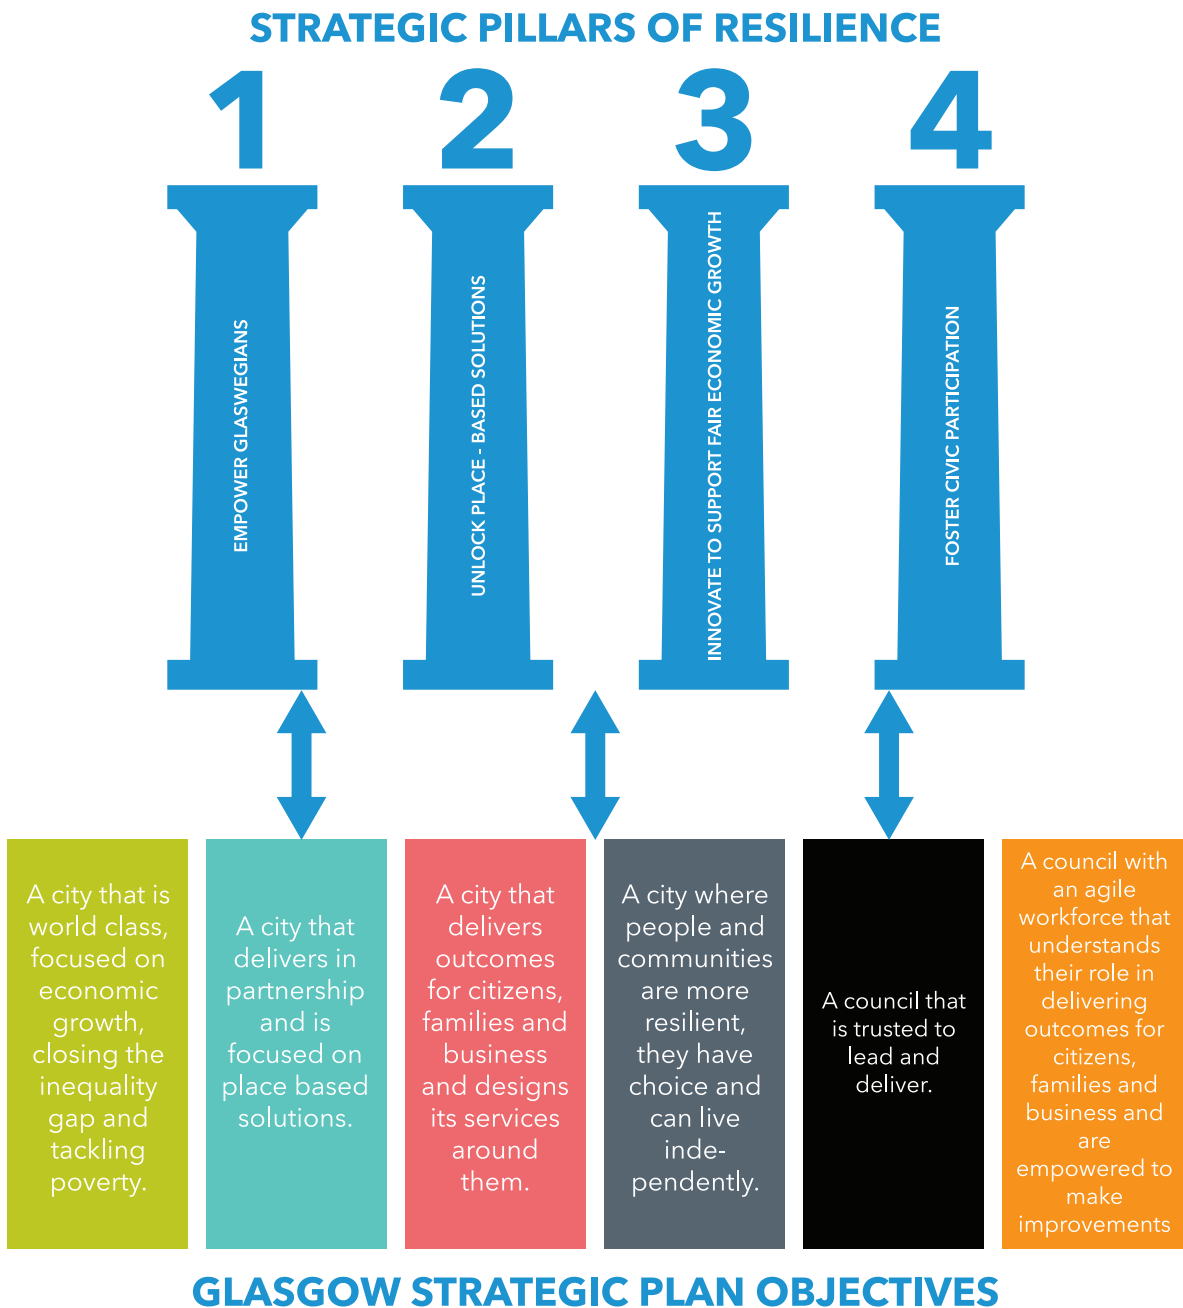 STRATEGIC PILLARS OF RESILIENCE
1
2
3
4
EMPOWER GLASWEGIANS
UNLOCK PLACE - BASED SOLUTIONS
INNOVATE TO SUPPORT FAIR ECONOMIC GROWTH
FOSTER CIVIC PARTICIPATION
A city that is
world class,
focused on
economic
growth,
closing the
inequality
gap and
tackling
poverty.
A city that
delivers in
partnership
and is
focused on
place based
solutions.
A city that
delivers
outcomes
for citizens,
families and
business
and designs
its services
around
them.
A city where
people and
communities
are more
resilient,
they have
choice and
can live
inde-
pendently.
A council that
is trusted to
lead and
deliver.
A council with
an agile
workforce that
understands
their role in
delivering
outcomes for
citizens,
families and
business and
are
empowered to
make
improvements
GLASGOW STRATEGIC PLAN OBJECTIVES